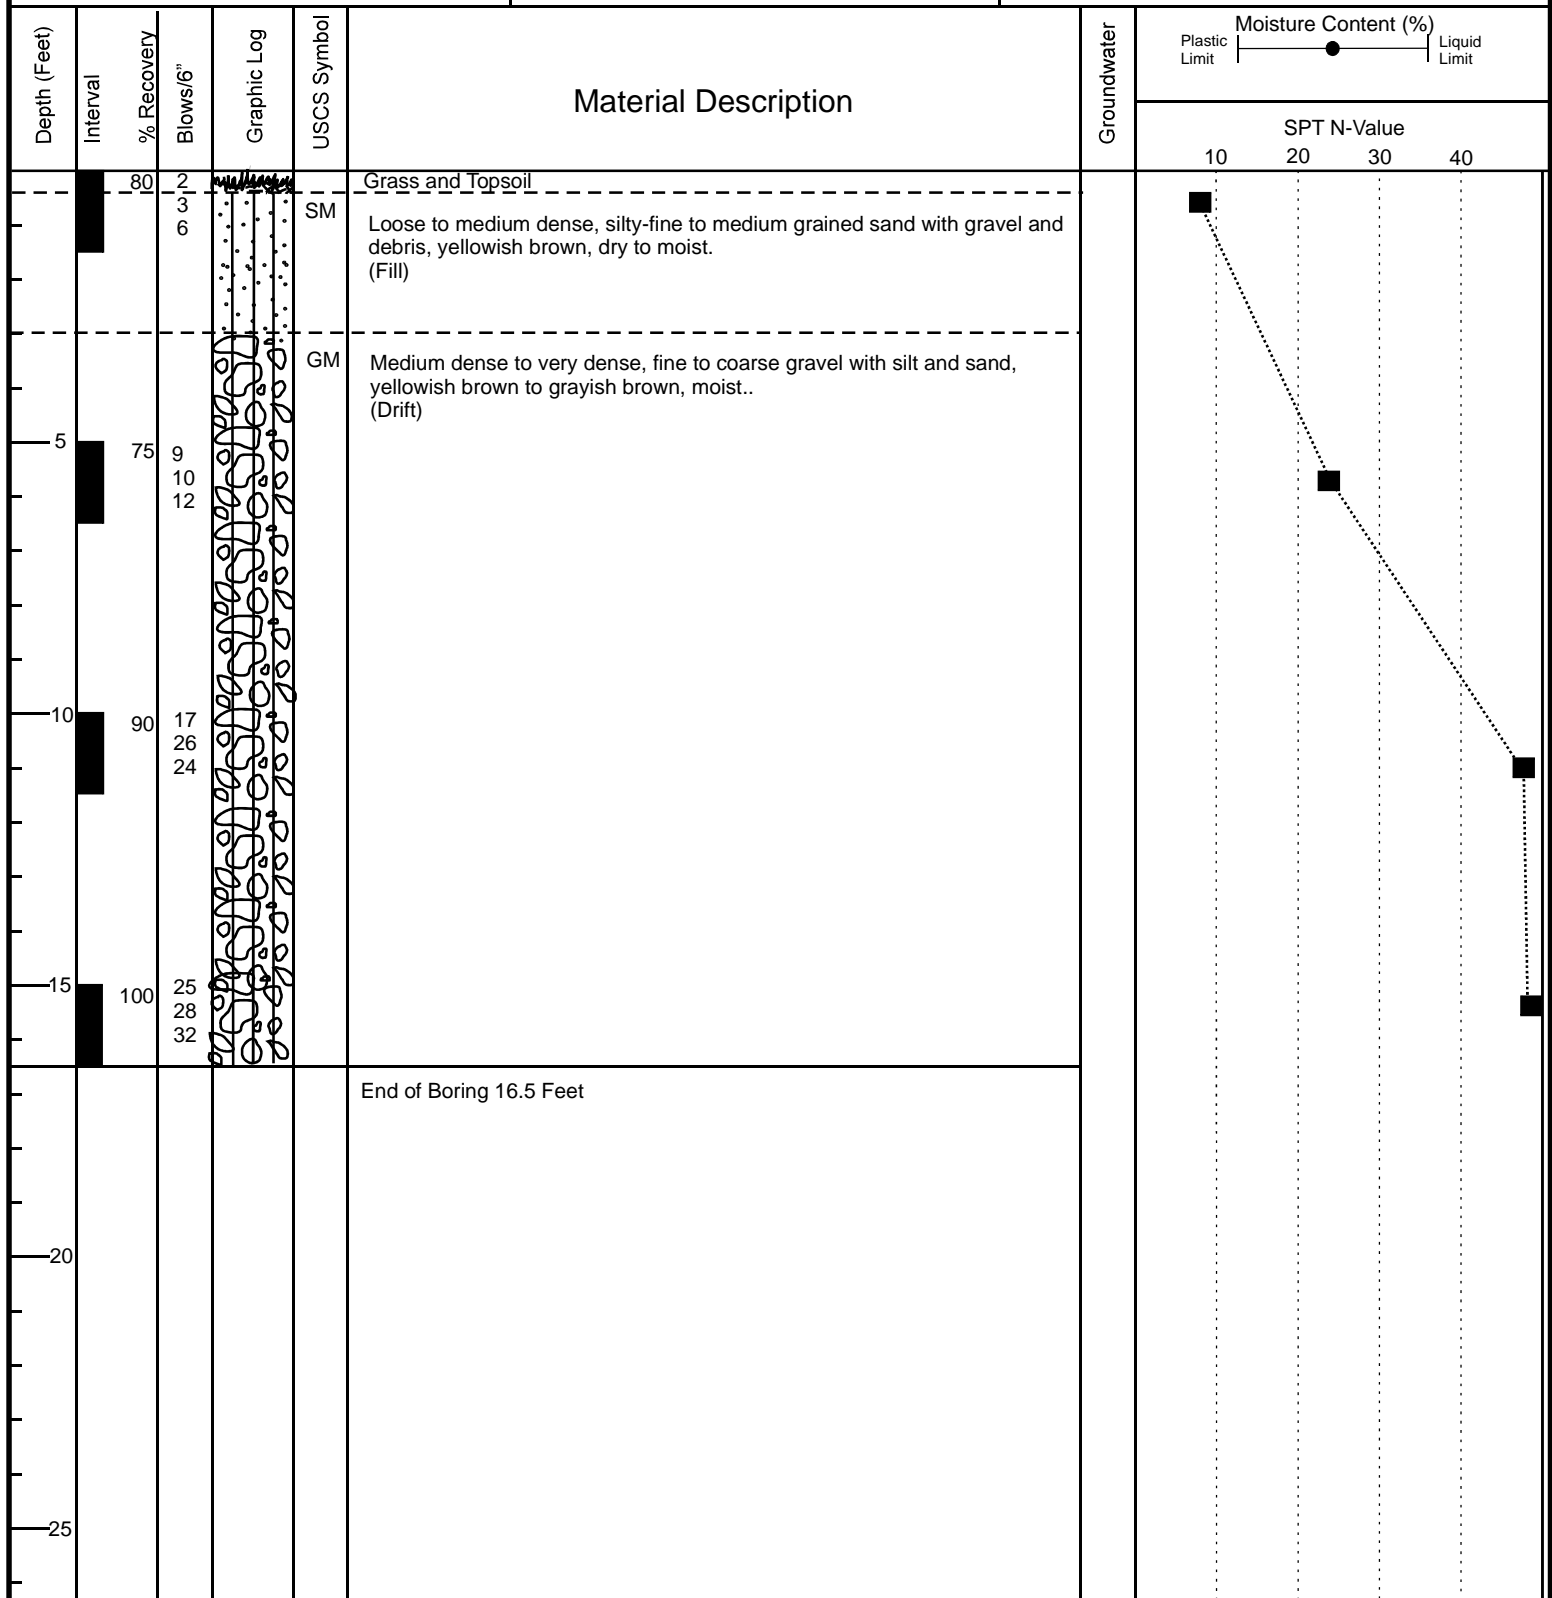 Depth (Feet)
Interval
% Recovery
Blows/6"
Graphic Log
USCS Symbol
Material Description
Groundwater
Moisture Content (%)
Plastic
Limit
Liquid
Limit
SPT N-Value
10 20 30 40
80
2
3
6
Grass and Topsoil
SM
Loose to medium dense, silty-fine to medium grained sand with gravel and
debris, yellowish brown, dry to moist.
(Fill)
GM
Medium dense to very dense, fine to coarse gravel with silt and sand,
yellowish brown to grayish brown, moist..
(Drift)
5
75
9
10
12
10
90
17
26
24
15
100
25
28
32
End of Boring 16.5 Feet
20
25